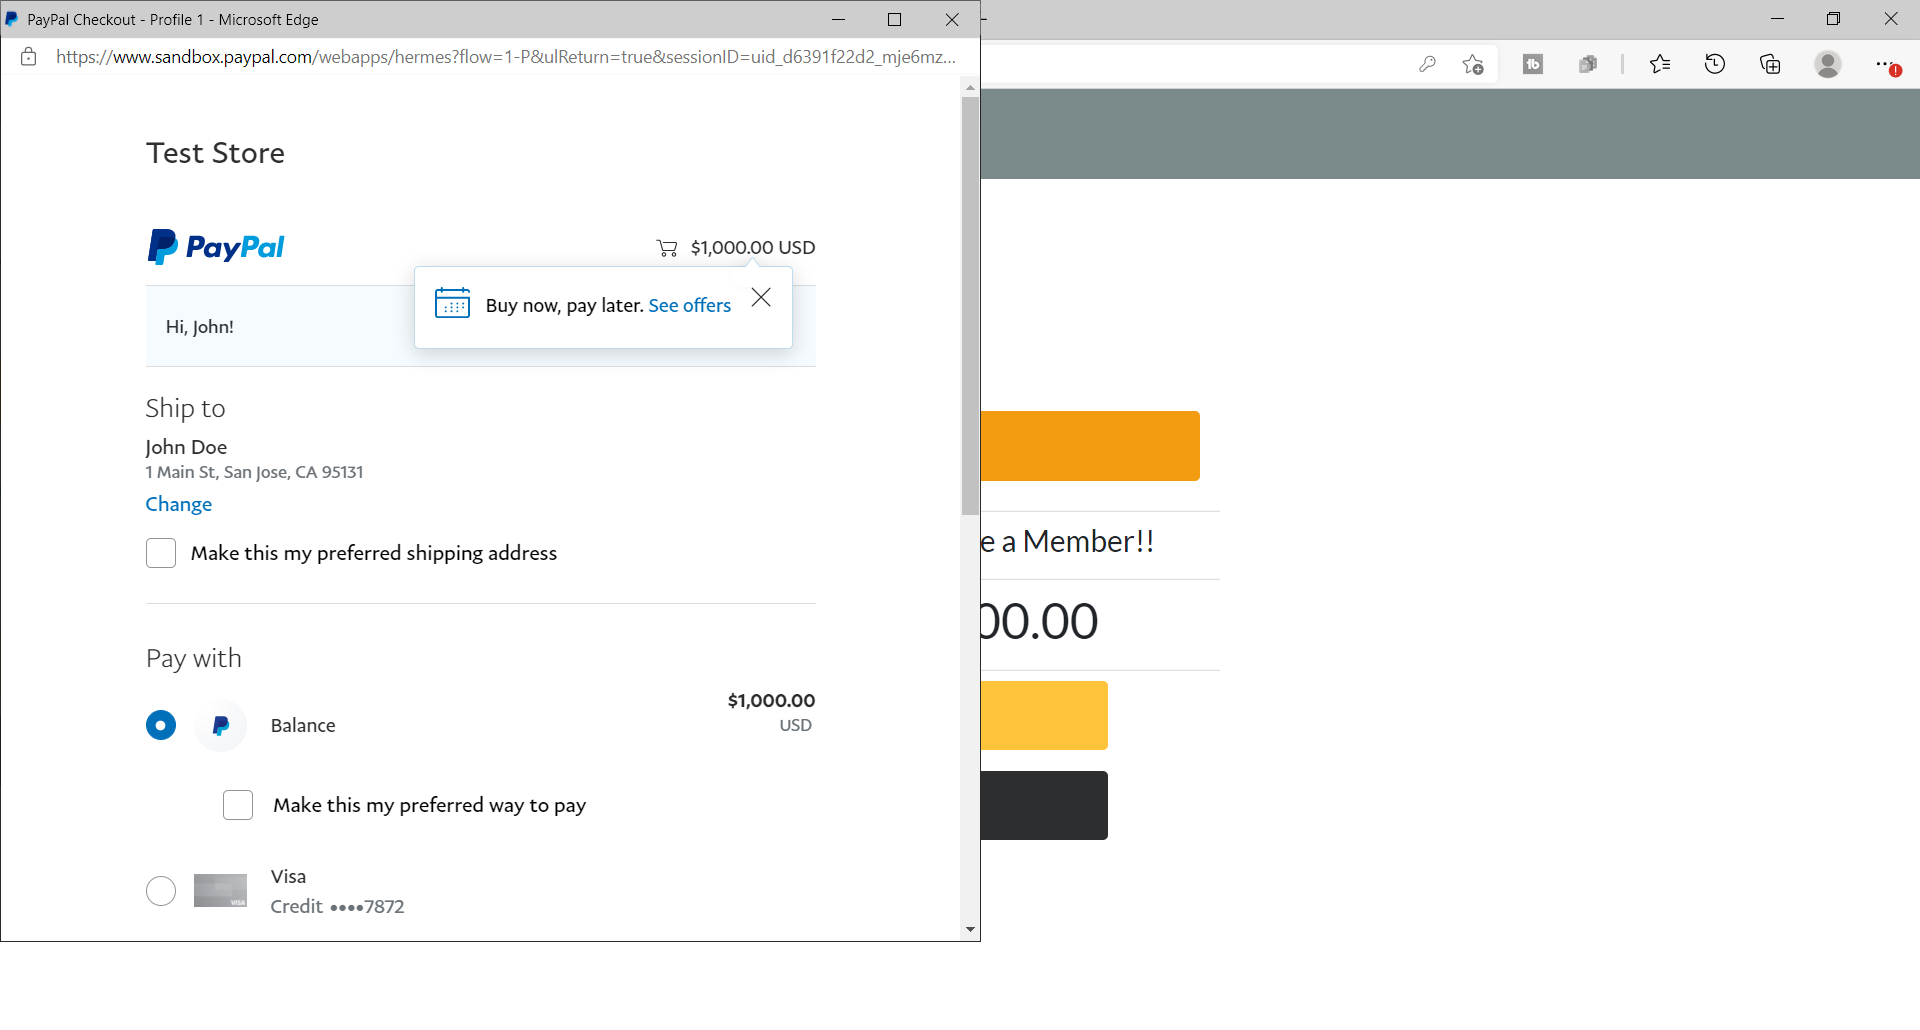 PayPal Checkout - Profile 1 - Microsoft Edge
https://www.sandbox.paypal.com/webapps/hermes?flow=1-P&ulReturn=true&sessionID=uid_d6391f22d2_mje6mz...
Test Store
PayPal
$1,000.00 USD
Buy now, pay later. See offers
Hi, John!
Ship to
John Doe
1 Main St, San Jose, CA 95131
Change
Make this my preferred shipping address
Pay with
$1,000.00
Balance
USD
Make this my preferred way to pay
Visa
VISA
Credit ••••7872
tb
e a Member!!
00.00